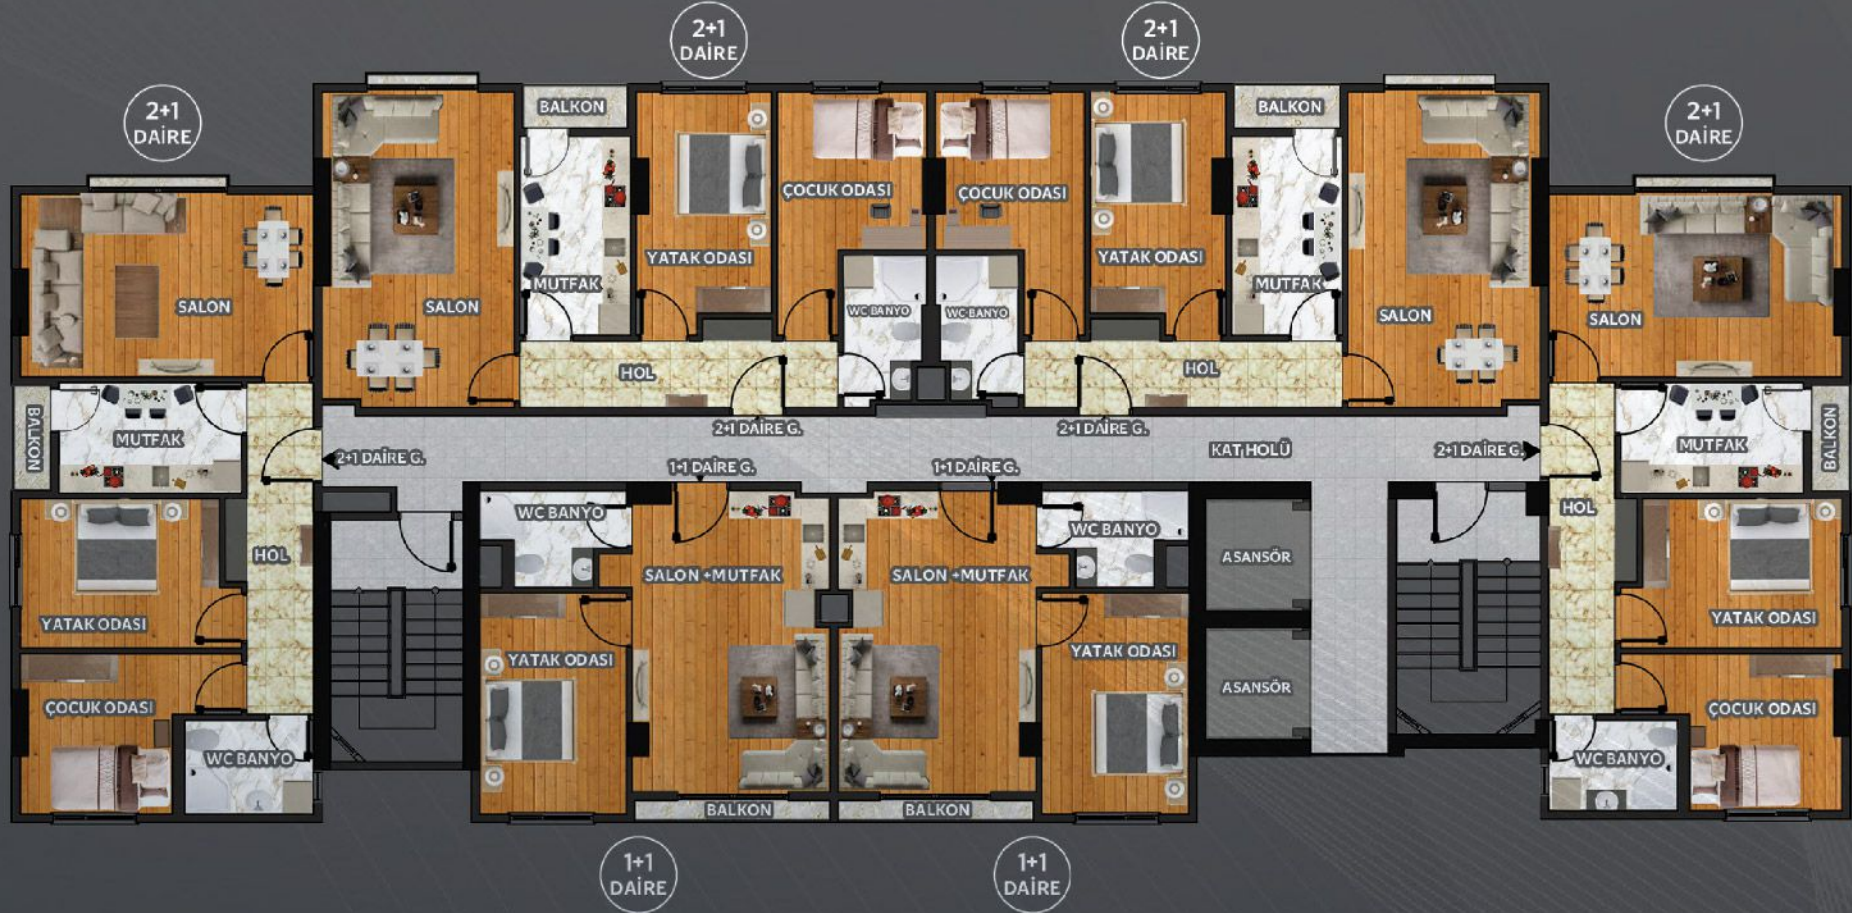 2+1
DAİRE
2+1
DAİRE
2+1
DAİRE
2+1
DAİRE
BALKON
BALKON
ÇOCUK ODASI
ÇOCUK ODASI
YATAK ODASI
YATAK ODASI
MUTFAK
MUTFAK
SALON
SALON
WC BANYO
WC BANYO
SALON
SALON
HOL
HOL
BALKON
MUTFAK
2+1 DAİRE G.
2+1 DAİRE G.
KAT HOLÜ
2+1 DAİRE G.
2+1 DAİRE G.
1+1 DAİRE G.
1+1 DAİRE G.
MUTFAK
BALKON
WC BANYO
WC BANYO
HOL
HOL
ASANSÖR
SALON +MUTFAK
SALON +MUTFAK
YATAK ODASI
YATAK ODASI
YATAK ODASI
YATAK ODASI
ASANSÖR
ÇOCUK ODASI
ÇOCUK ODASI
WC BANYO
WC BANYO
BALKON
BALKON
1+1
DAİRE
1+1
DAİRE